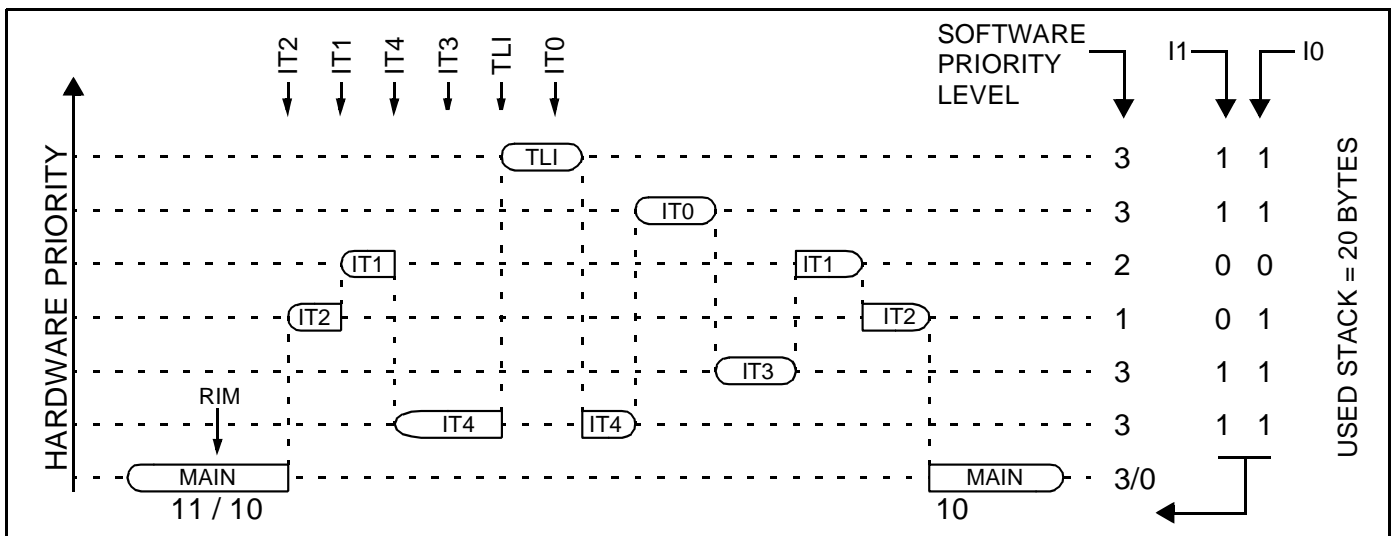 IT2
IT1
IT4
IT3
TLI
IT0
SOFTWARE
PRIORITY
LEVEL
I1
I0
HARDWARE PRIORITY
TLI
3
1 1
IT0
3
1 1
IT1
IT1
2
0 0
IT2
IT2
1
0 1
IT3
3
1 1
RIM
IT4
IT4
3
1 1
MAIN
MAIN
3/0
11 / 10
10
USED STACK = 20 BYTES